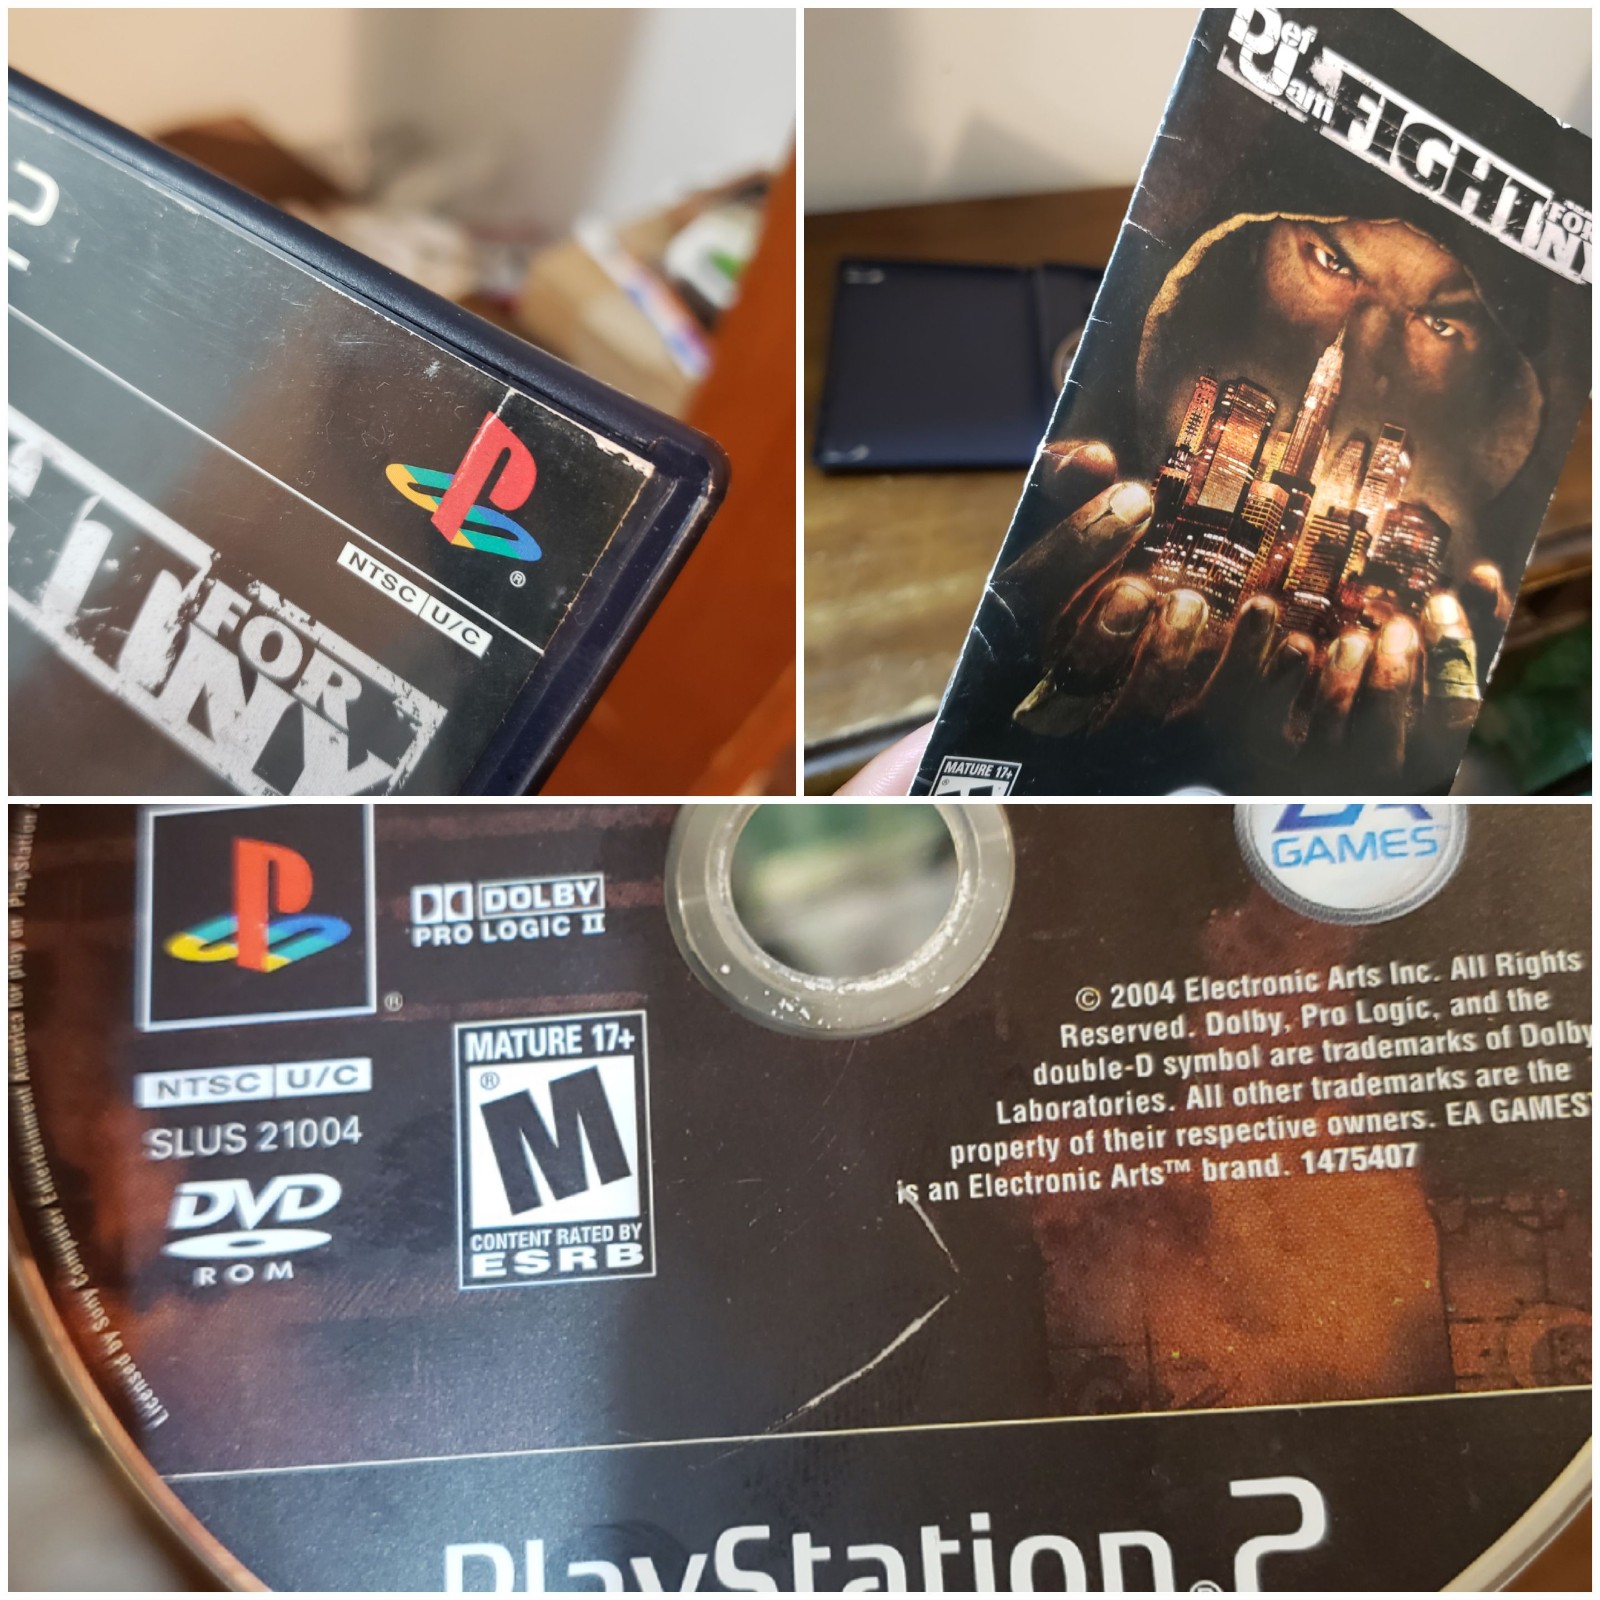 2
FOR
NY
NTSC U/C
®
Def
Jam
FIGHT
FOR
NY
MATURE 17+
®
EA
GAMES™
DOLBY
PRO LOGIC II
®
MATURE 17+
®
M
CONTENT RATED BY
ESRB
NTSC U/C
SLUS 21004
DVD
ROM
© 2004 Electronic Arts Inc. All Rights
Reserved. Dolby, Pro Logic, and the
double-D symbol are trademarks of Dolby
Laboratories. All other trademarks are the
property of their respective owners. EA GAMES
is an Electronic Arts™ brand. 1475407
Licensed by Sony Computer Entertainment America for play on PlayStation
PlayStation®2